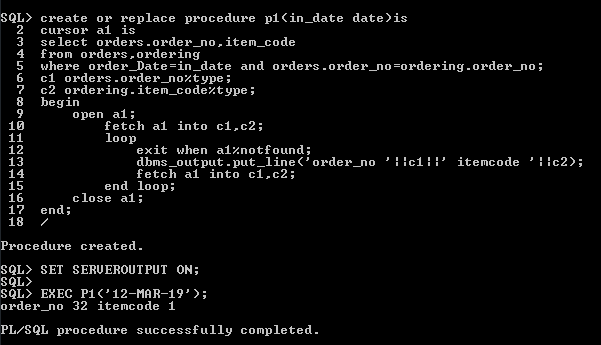 SQL> create or replace procedure p1(in_date date)is
  2  cursor a1 is
  3  select orders.order_no,item_code
  4  from orders,ordering
  5  where order_Date=in_date and orders.order_no=ordering.order_no;
  6  c1 orders.order_no%type;
  7  c2 ordering.item_code%type;
  8  begin
  9      open a1;
 10          fetch a1 into c1,c2;
 11          loop
 12              exit when a1%notfound;
 13              dbms_output.put_line('order_no '||c1||' itemcode '||c2);
 14              fetch a1 into c1,c2;
 15          end loop;
 16      close a1;
 17  end;
 18  /
Procedure created.
SQL> SET SERVEROUTPUT ON;
SQL>
SQL> EXEC P1('12-MAR-19');
order_no 32 itemcode 1
PL/SQL procedure successfully completed.